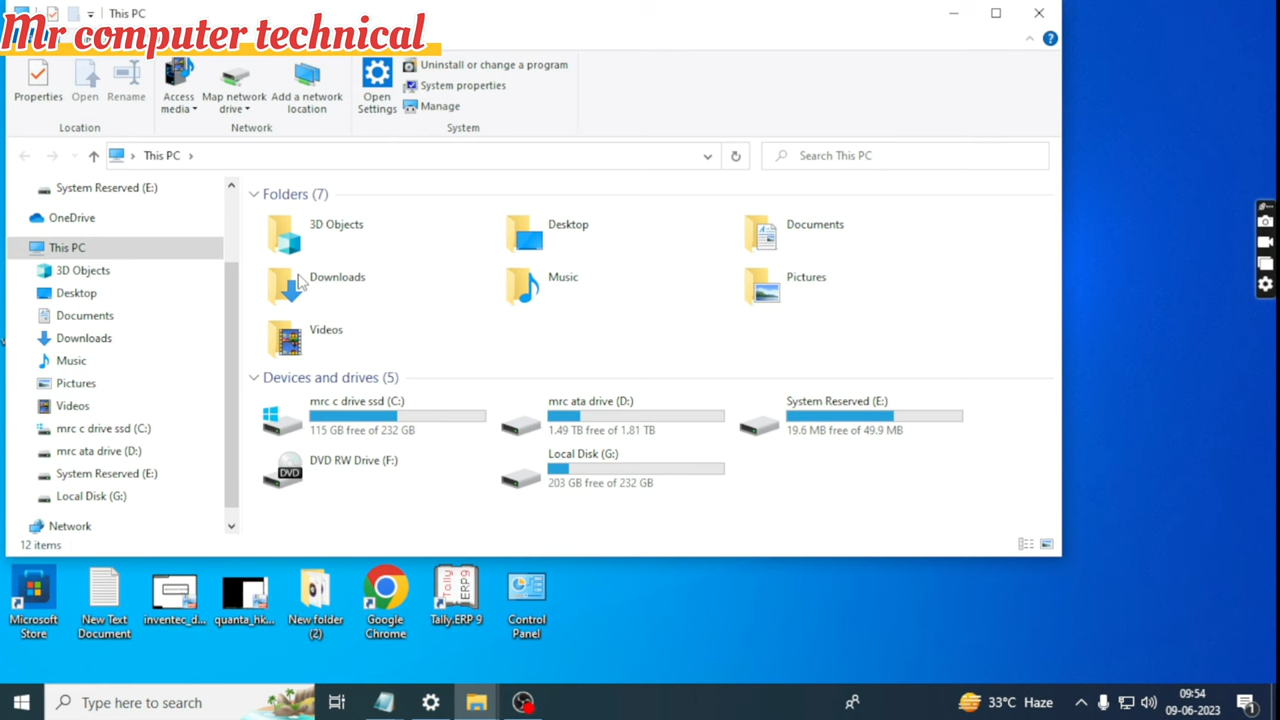 This PC
Mr computer technical
Properties
Open
Rename
Access media
Map network drive
Add a network location
Open Settings
Uninstall or change a program
System properties
Manage
Location
Network
System
This PC
Search This PC
System Reserved (E:)
OneDrive
This PC
3D Objects
Desktop
Documents
Downloads
Music
Pictures
Videos
mrc c drive ssd (C:)
mrc ata drive (D:)
System Reserved (E:)
Local Disk (G:)
Network
12 items
Folders (7)
3D Objects
Desktop
Documents
Downloads
Music
Pictures
Videos
Devices and drives (5)
mrc c drive ssd (C:)
115 GB free of 232 GB
mrc ata drive (D:)
1.49 TB free of 1.81 TB
System Reserved (E:)
19.6 MB free of 49.9 MB
DVD RW Drive (F:)
DVD
Local Disk (G:)
203 GB free of 232 GB
Microsoft Store
New Text Document
inventec_d...
quanta_hk...
New folder (2)
Google Chrome
Tally ERP9
Tally.ERP 9
Control Panel
Type here to search
33°C Haze
09:54
09-06-2023
1